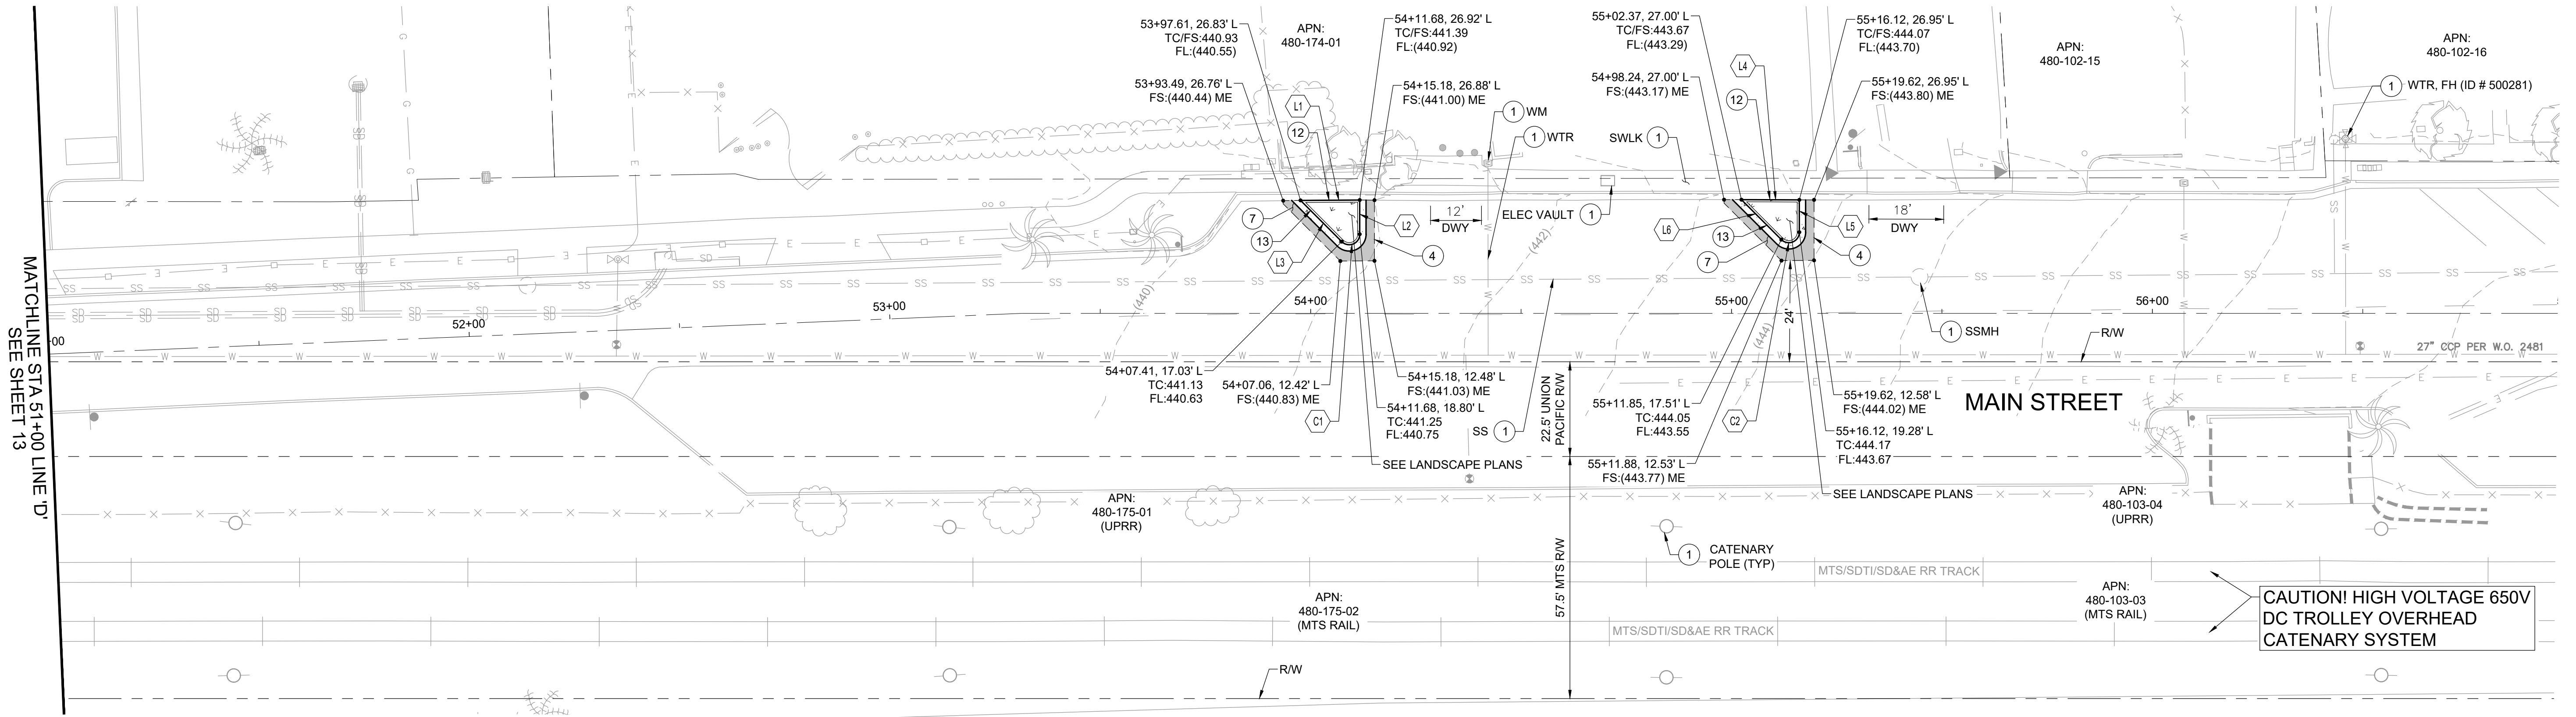 MATCHLINE STA 51+00 LINE 'D'
SEE SHEET 13
53+97.61, 26.83' L
TC/FS:440.93
FL:(440.55)
53+93.49, 26.76' L
FS:(440.44) ME
APN:
480-174-01
54+11.68, 26.92' L
TC/FS:441.39
FL:(440.92)
54+15.18, 26.88' L
FS:(441.00) ME
L1
12
1 WM
1 WTR
SWLK 1
ELEC VAULT 1
55+02.37, 27.00' L
TC/FS:443.67
FL:(443.29)
54+98.24, 27.00' L
FS:(443.17) ME
L4
12
55+16.12, 26.95' L
TC/FS:444.07
FL:(443.70)
55+19.62, 26.95' L
FS:(443.80) ME
APN:
480-102-15
APN:
480-102-16
1 WTR, FH (ID # 500281)
7
13
L3
L2
4
12'
DWY
(442)
L6
13
7
L5
4
18'
DWY
24'
(440)
(444)
00
52+00
53+00
54+00
55+00
56+00
1 SSMH
R/W
27" CCP PER W.O. 2481
54+07.41, 17.03' L
TC:441.13
FL:440.63
54+07.06, 12.42' L
FS:(440.83) ME
C1
54+15.18, 12.48' L
FS:(441.03) ME
54+11.68, 18.80' L
TC:441.25
FL:440.75
SS 1
SEE LANDSCAPE PLANS
22.5' UNION
PACIFIC R/W
55+11.85, 17.51' L
TC:444.05
FL:443.55
55+11.88, 12.53' L
FS:(443.77) ME
C2
55+19.62, 12.58' L
FS:(444.02) ME
55+16.12, 19.28' L
TC:444.17
FL:443.67
SEE LANDSCAPE PLANS
MAIN STREET
APN:
480-175-01
(UPRR)
APN:
480-103-04
(UPRR)
57.5' MTS R/W
1 CATENARY
POLE (TYP)
MTS/SDTI/SD&AE RR TRACK
APN:
480-175-02
(MTS RAIL)
MTS/SDTI/SD&AE RR TRACK
APN:
480-103-03
(MTS RAIL)
CAUTION! HIGH VOLTAGE 650V
DC TROLLEY OVERHEAD
CATENARY SYSTEM
R/W